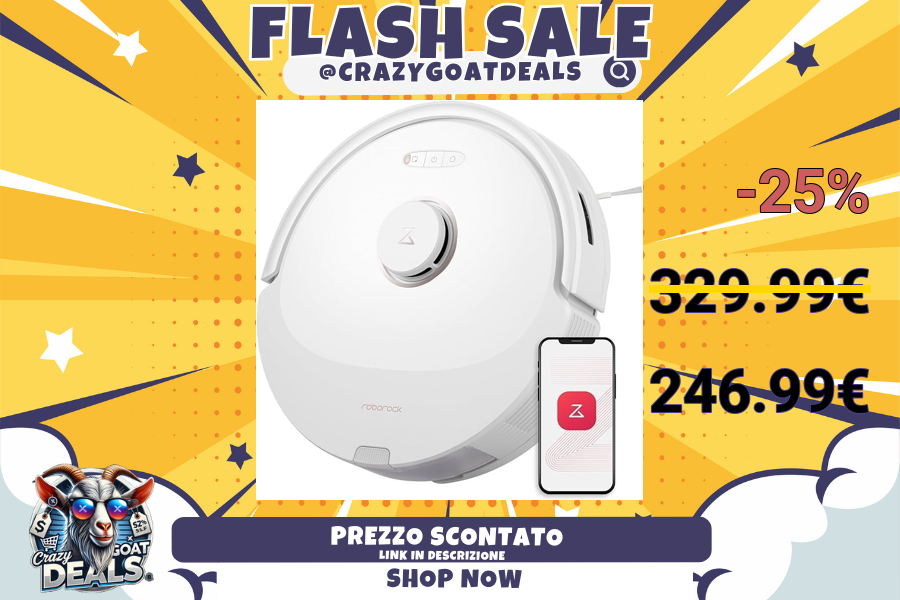 FLASH SALE
@CRAZYGOATDEALS
-25%
329.99€
roborock
246.99€
$
52%
Crazy
GOAT
DEALS
PREZZO SCONTATO
LINK IN DESCRIZIONE
SHOP NOW